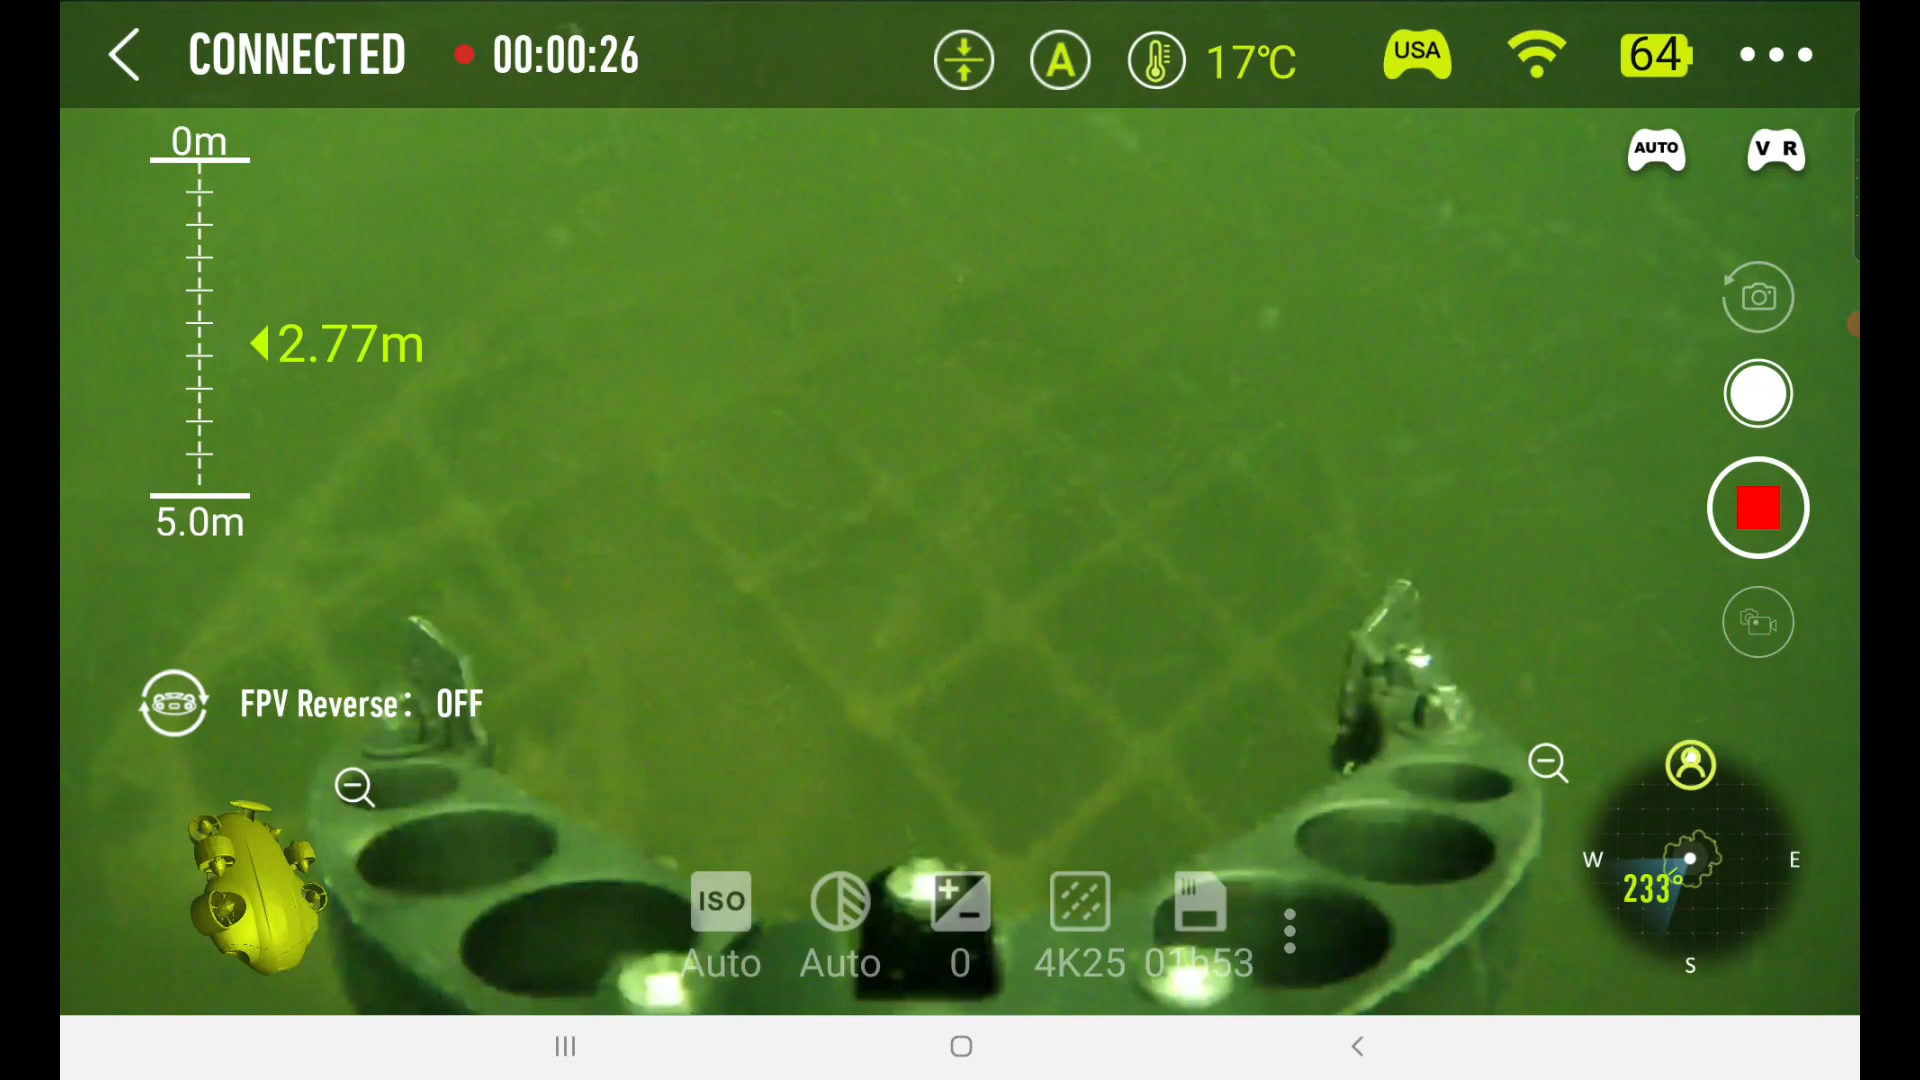 CONNECTED 00:00:26 A 17℃ USA 64
0m
AUTO V R
2.77m
5.0m
FPV Reverse: OFF
W E
233°
S
ISO
Auto Auto 0 4K25 01h53